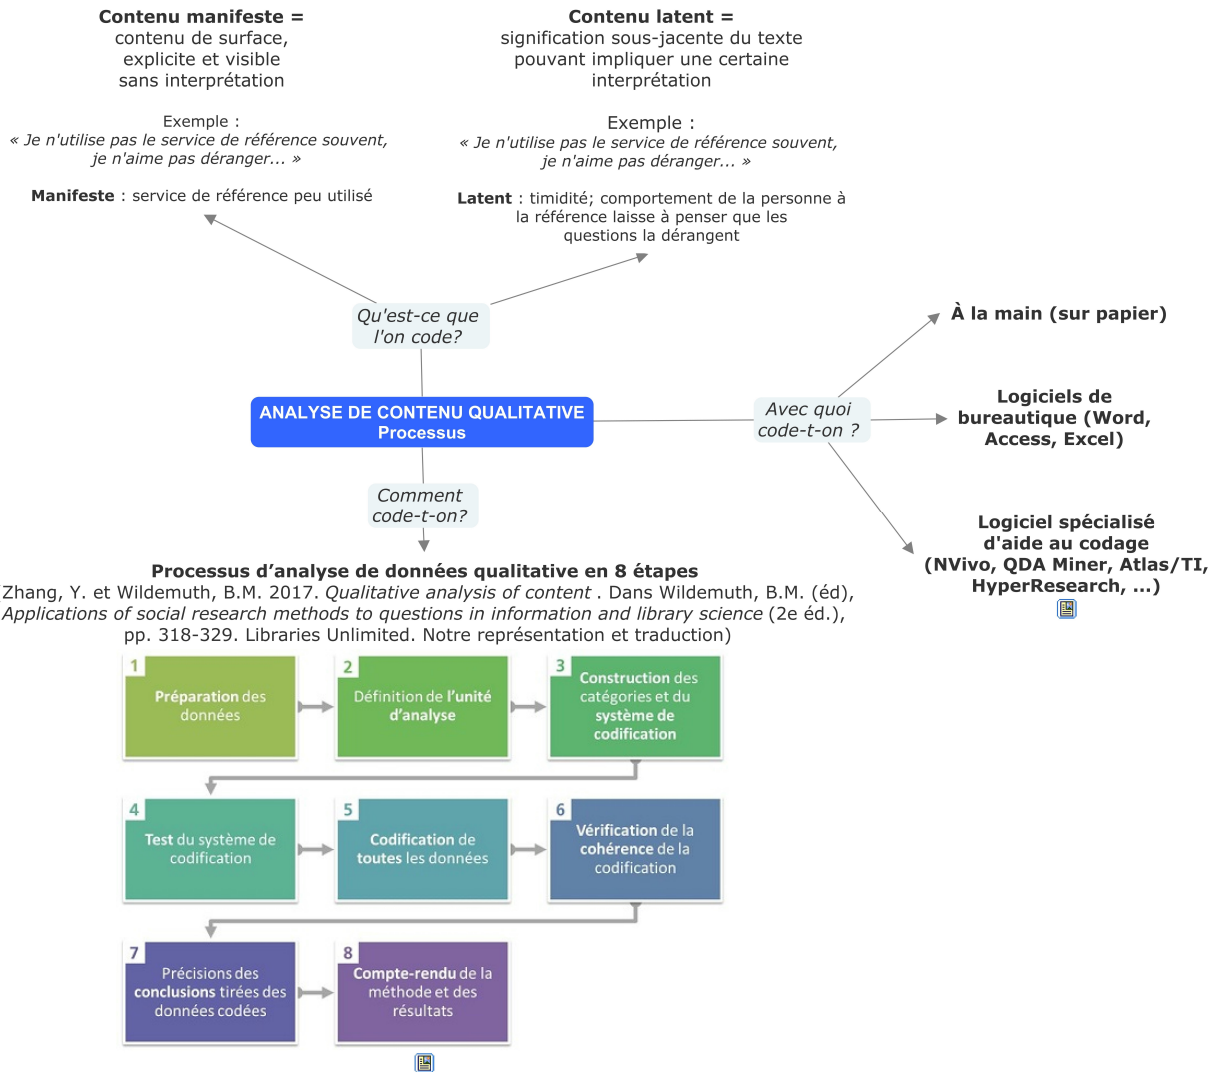 Contenu manifeste =
contenu de surface,
explicite et visible
sans interprétation
Exemple :
« Je n'utilise pas le service de référence souvent,
je n'aime pas déranger... »
Manifeste : service de référence peu utilisé
Contenu latent =
signification sous-jacente du texte
pouvant impliquer une certaine
interprétation
Exemple :
« Je n'utilise pas le service de référence souvent,
je n'aime pas déranger... »
Latent : timidité; comportement de la personne à
la référence laisse à penser que les
questions la dérangent
Qu'est-ce que
l'on code?
ANALYSE DE CONTENU QUALITATIVE
Processus
Avec quoi
code-t-on ?
À la main (sur papier)
Logiciels de
bureautique (Word,
Access, Excel)
Logiciel spécialisé
d'aide au codage
(NVivo, QDA Miner, Atlas/TI,
HyperResearch, ...)
Comment
code-t-on?
Processus d’analyse de données qualitative en 8 étapes
Zhang, Y. et Wildemuth, B.M. 2017. Qualitative analysis of content . Dans Wildemuth, B.M. (éd),
Applications of social research methods to questions in information and library science (2e éd.),
pp. 318-329. Libraries Unlimited. Notre représentation et traduction)
1
Préparation des
données
2
Définition de l’unité
d’analyse
3
Construction des
catégories et du
système de
codification
4
Test du système de
codification
5
Codification de
toutes les données
6
Vérification de la
cohérence de la
codification
7
Précisions des
conclusions tirées des
données codées
8
Compte-rendu de la
méthode et des
résultats